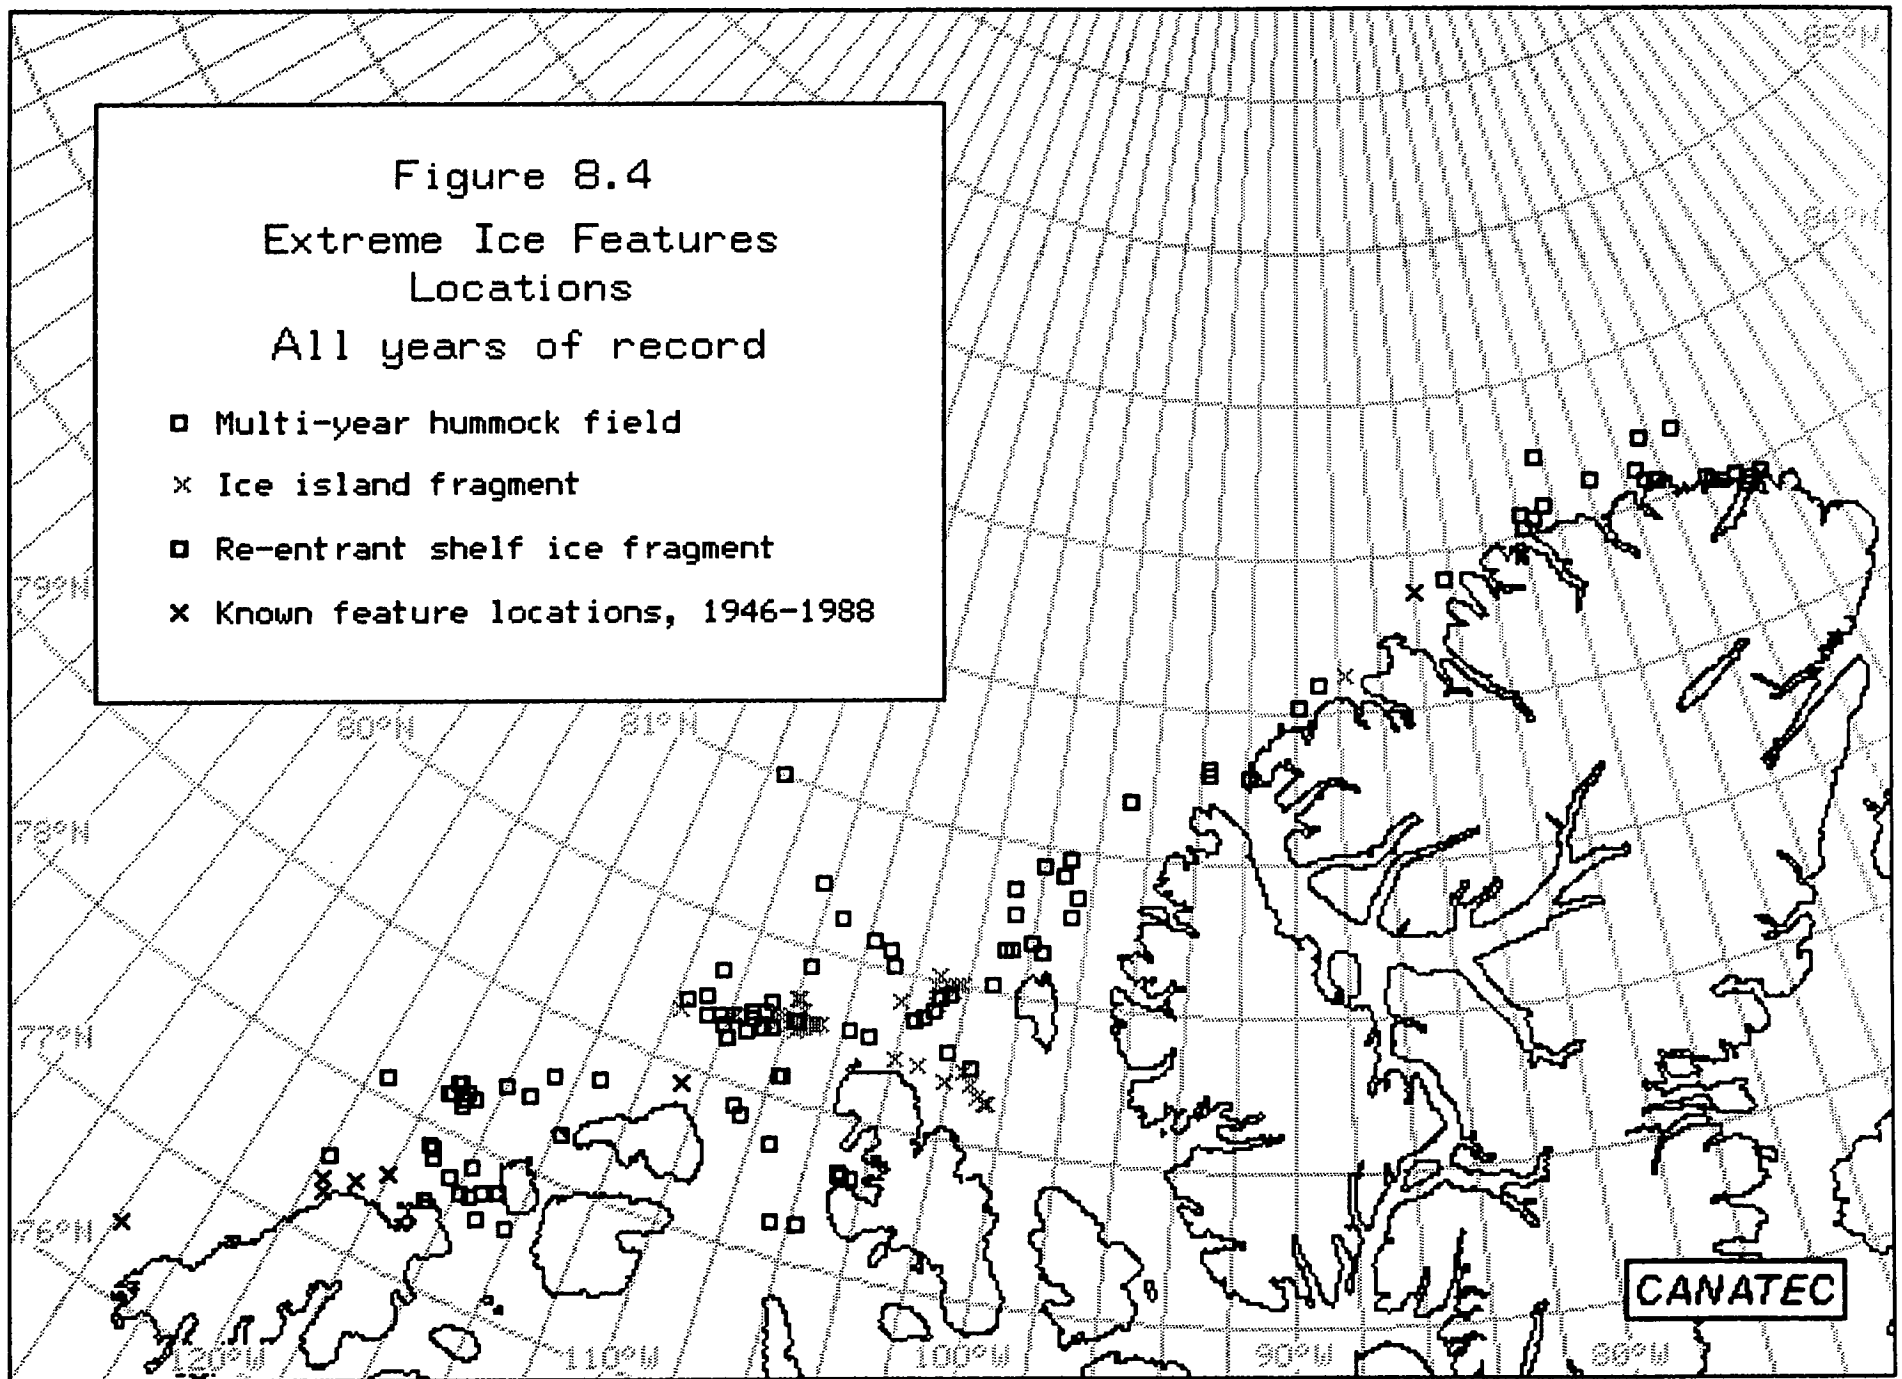 85°N
84°N
Figure 8.4
Extreme Ice Features
Locations
All years of record
Multi-year hummock field
Ice island fragment
Re-entrant shelf ice fragment
Known feature locations, 1946-1988
79°N
80°N
81°N
78°N
77°N
76°N
120°W
110°W
100°W
90°W
80°W
CANATEC